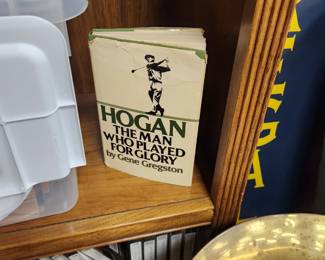 HOGAN
THE MAN
WHO PLAYED
FOR GLORY
by Gene Gregston